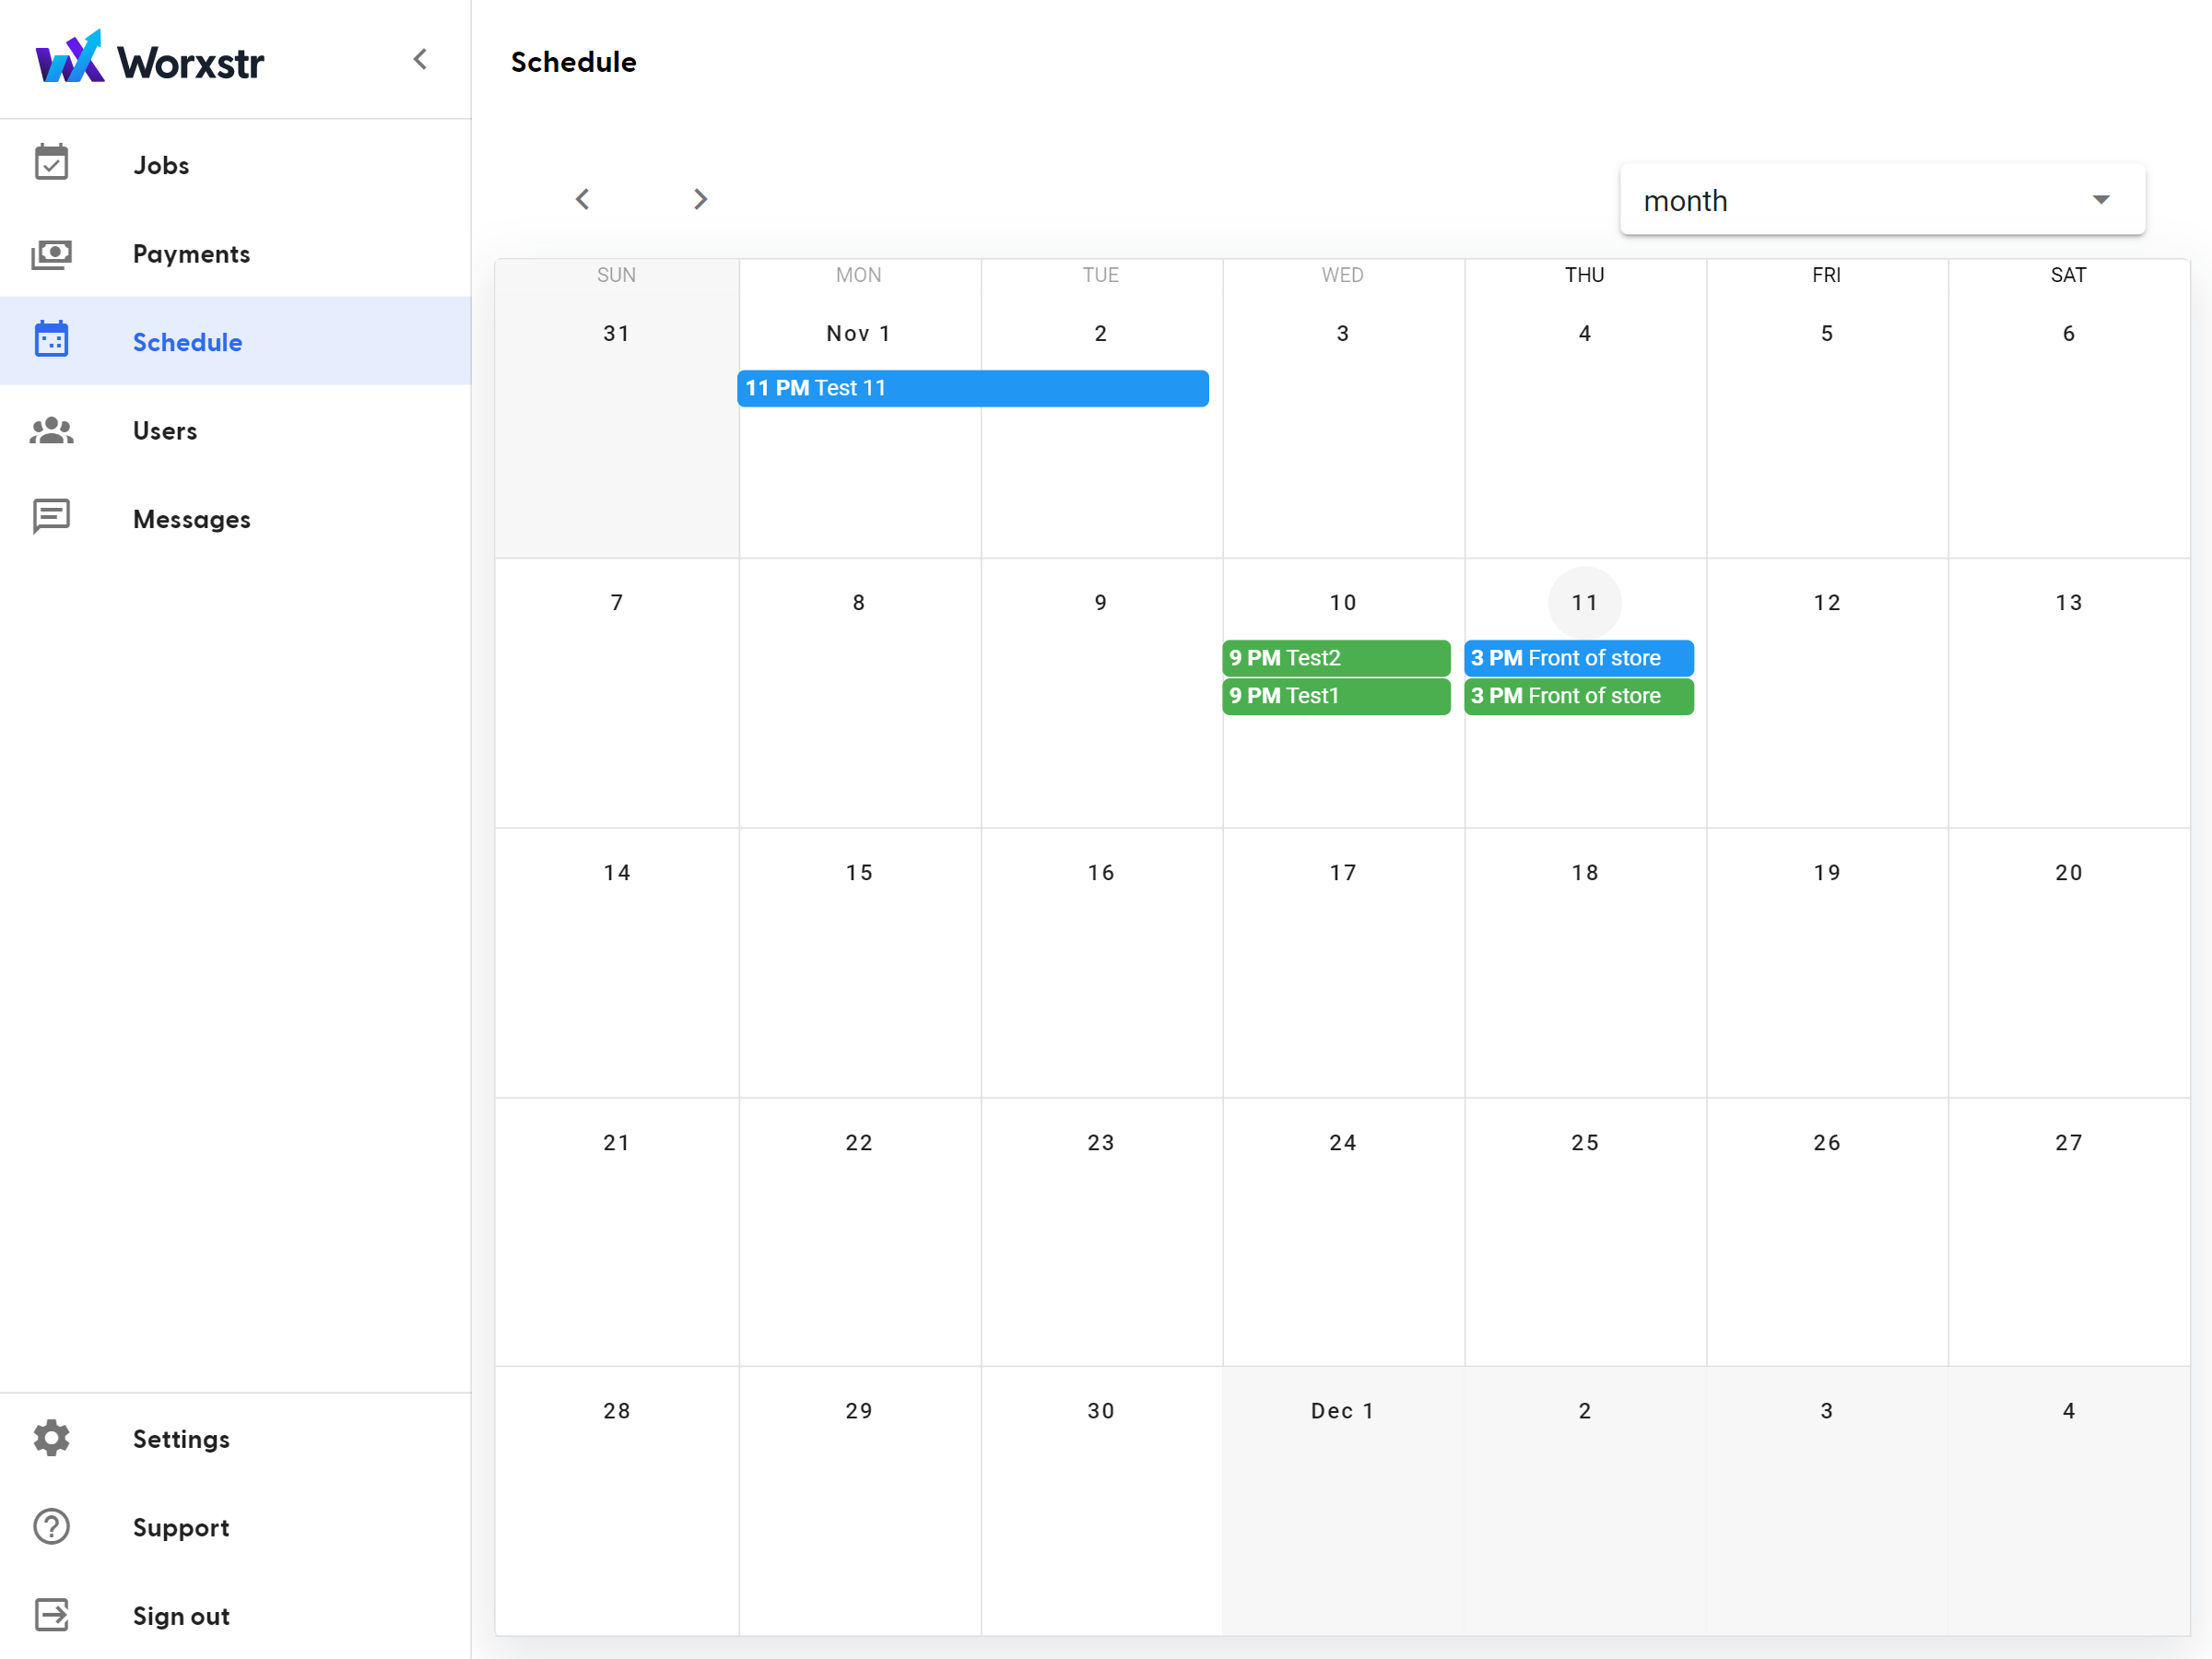 Worxstr
Jobs
Payments
Schedule
Users
Messages
Settings
Support
Sign out
Schedule
month
SUN MON TUE WED THU FRI SAT
31 Nov 1 2 3 4 5 6
11 PM Test 11
7 8 9 10 11 12 13
9 PM Test2 3 PM Front of store
9 PM Test1 3 PM Front of store
14 15 16 17 18 19 20
21 22 23 24 25 26 27
28 29 30 Dec 1 2 3 4